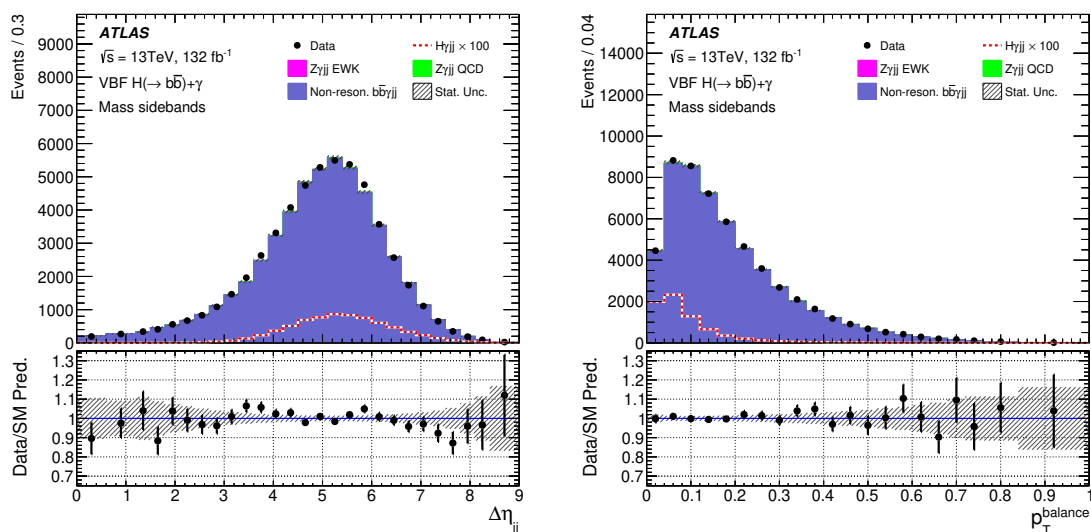 Events / 0.3
9000
8000
7000
6000
5000
4000
3000
2000
1000
0
ATLAS
√s = 13TeV, 132 fb-1
VBF H(→ bb̄)+γ
Mass sidebands
Data
Hγjj × 100
Zγjj EWK
Zγjj QCD
Non-reson. bb̄γjj
Stat. Unc.
Data/SM Pred.
1.3
1.2
1.1
1
0.9
0.8
0.7
0 1 2 3 4 5 6 7 8 9
Δηjj
Events / 0.04
14000
12000
10000
8000
6000
4000
2000
0
ATLAS
√s = 13TeV, 132 fb-1
VBF H(→ bb̄)+γ
Mass sidebands
Data
Hγjj × 100
Zγjj EWK
Zγjj QCD
Non-reson. bb̄γjj
Stat. Unc.
Data/SM Pred.
1.3
1.2
1.1
1
0.9
0.8
0.7
0 0.1 0.2 0.3 0.4 0.5 0.6 0.7 0.8 0.9 1
pTbalance